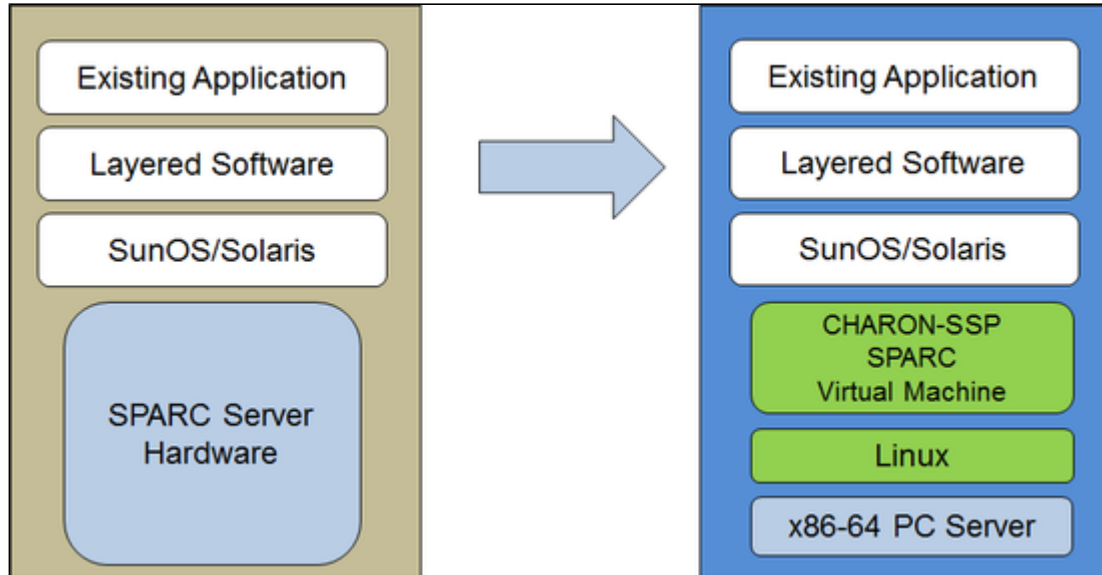 Existing Application
Layered Software
SunOS/Solaris
SPARC Server
Hardware
Existing Application
Layered Software
SunOS/Solaris
CHARON-SSP
SPARC
Virtual Machine
Linux
x86-64 PC Server